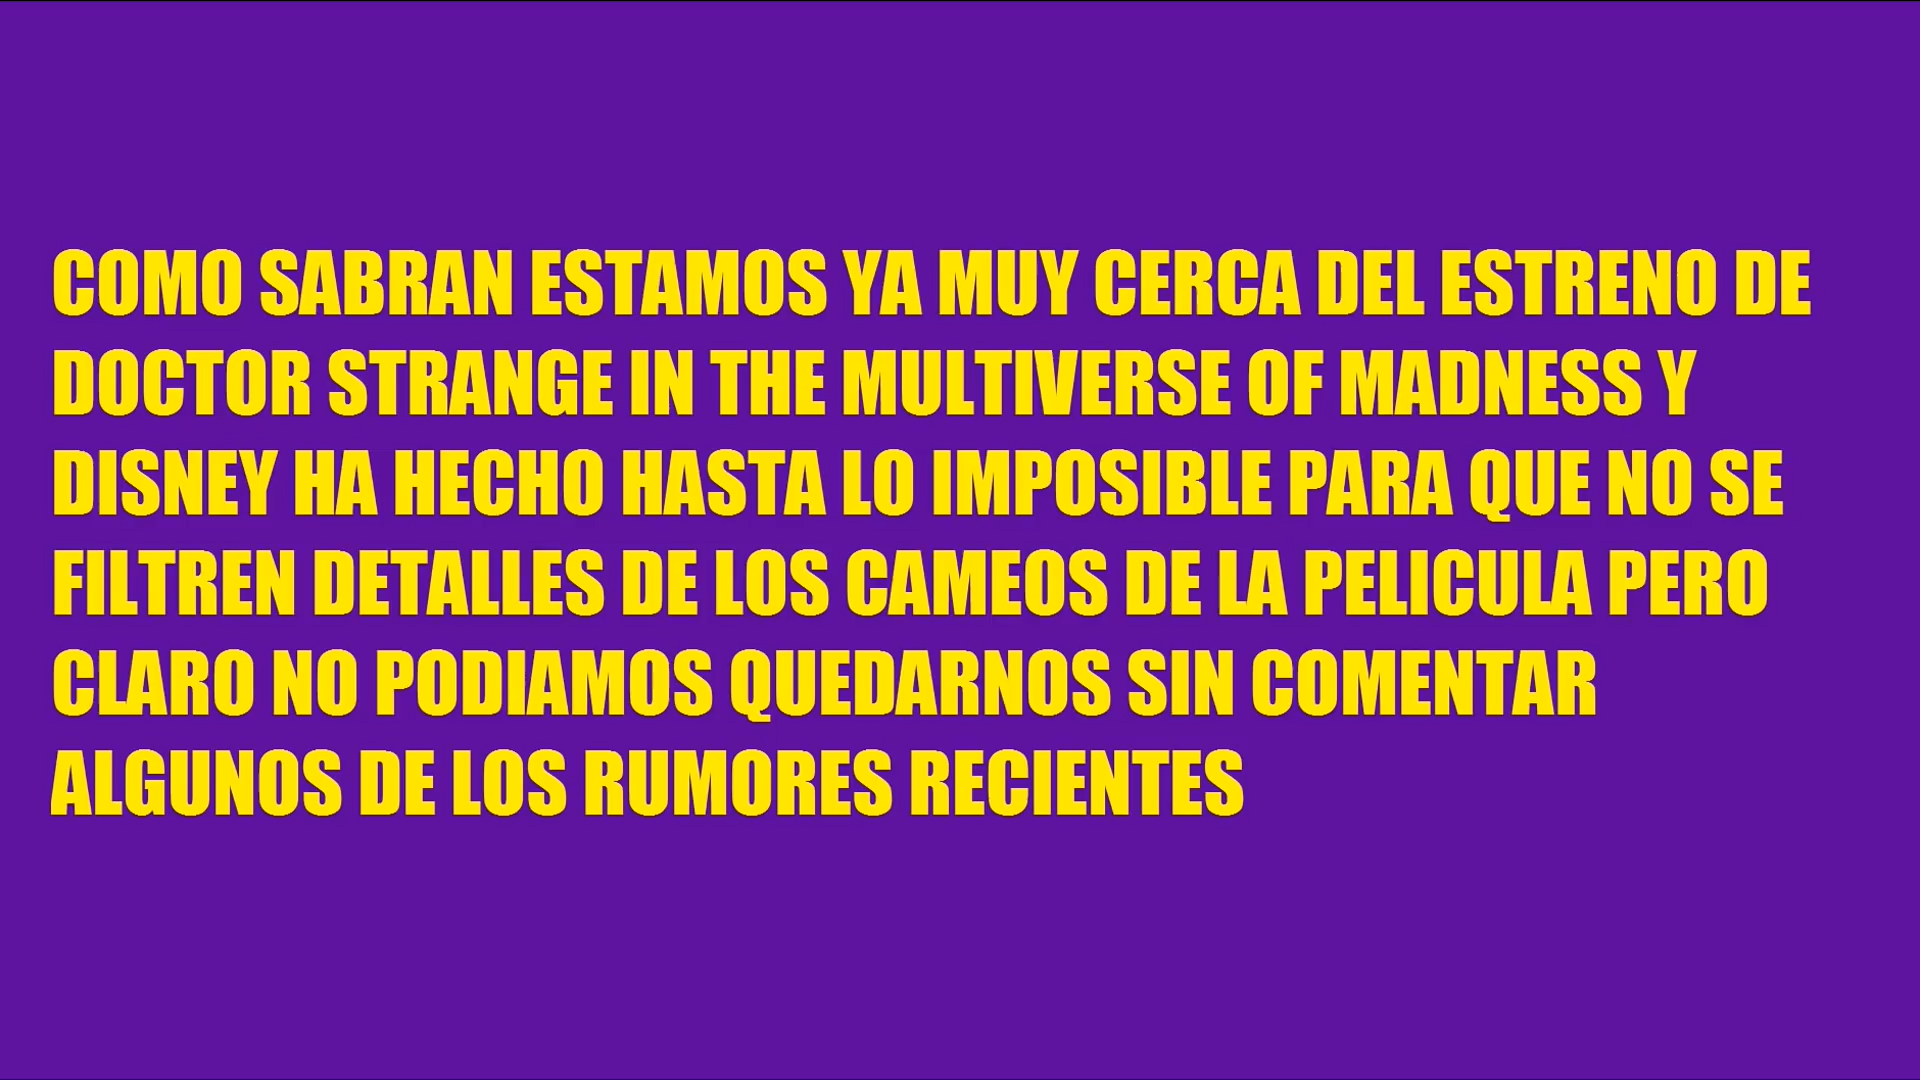 COMO SABRAN ESTAMOS YA MUY CERCA DEL ESTRENO DE
DOCTOR STRANGE IN THE MULTIVERSE OF MADNESS Y
DISNEY HA HECHO HASTA LO IMPOSIBLE PARA QUE NO SE
FILTREN DETALLES DE LOS CAMEOS DE LA PELICULA PERO
CLARO NO PODIAMOS QUEDARNOS SIN COMENTAR
ALGUNOS DE LOS RUMORES RECIENTES